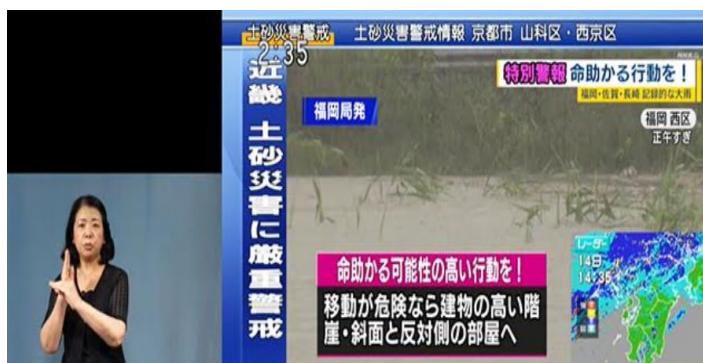 土砂災害警戒 土砂災害警戒情報 京都市 山科区・西京区
2:35
近畿 土砂災害に厳重警戒
特別警報 命助かる行動を！
福岡・佐賀・長崎 記録的な大雨
福岡局発
福岡 西区
正午すぎ
命助かる可能性の高い行動を！
移動が危険なら建物の高い階
崖・斜面と反対側の部屋へ
レーダー
14日
14:35